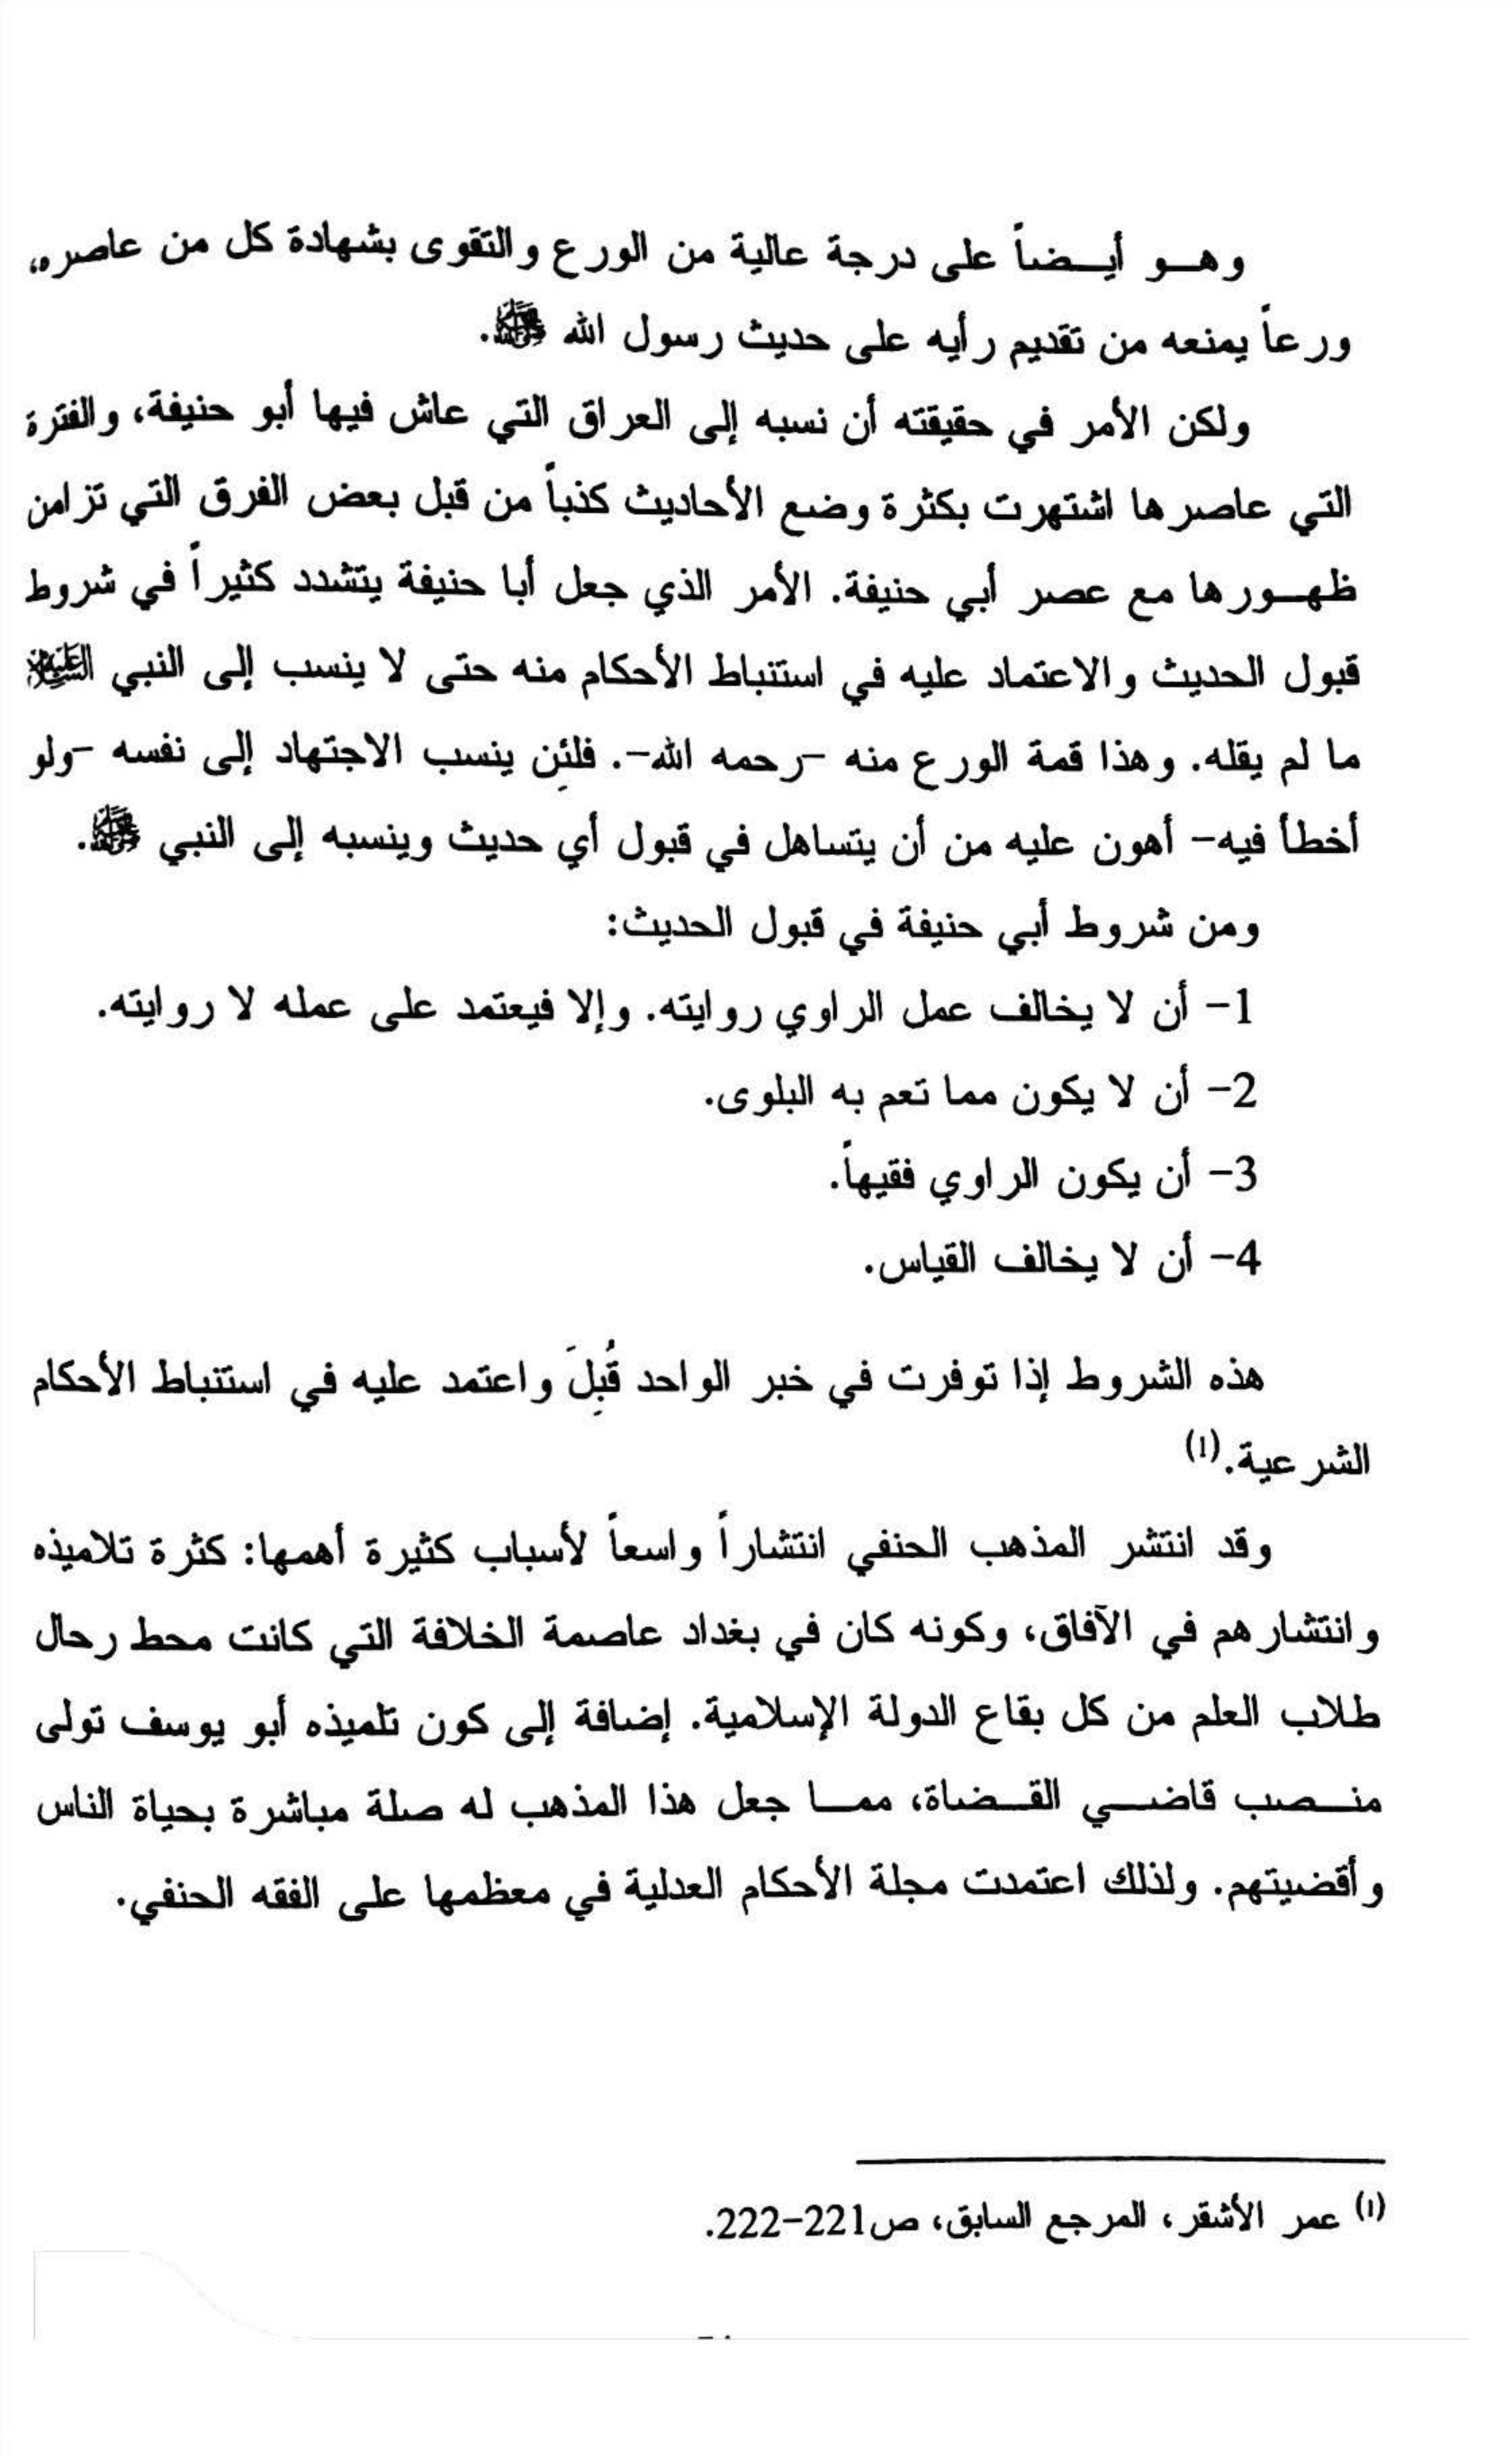 وهو أيضاً على درجة عالية من الورع والتقوى بشهادة كل من عاصره،
ورعاً يمنعه من تقديم رأيه على حديث رسول الله ﷺ.
ولكن الأمر في حقيقته أن نسبه إلى العراق التي عاش فيها أبو حنيفة، والفترة
التي عاصرها اشتهرت بكثرة وضع الأحاديث كذباً من قبل بعض الفرق التي تزامن
ظهورها مع عصر أبي حنيفة. الأمر الذي جعل أبا حنيفة يتشدد كثيراً في شروط
قبول الحديث والاعتماد عليه في استنباط الأحكام منه حتى لا ينسب إلى النبي عليه السلام
ما لم يقله. وهذا قمة الورع منه -رحمه الله-. فلئِن ينسب الاجتهاد إلى نفسه -ولو
أخطأ فيه- أهون عليه من أن يتساهل في قبول أي حديث وينسبه إلى النبي ﷺ.
ومن شروط أبي حنيفة في قبول الحديث:
1- أن لا يخالف عمل الراوي روايته. وإلا فيعتمد على عمله لا روايته.
2- أن لا يكون مما تعم به البلوى.
3- أن يكون الراوي فقيهاً.
4- أن لا يخالف القياس.
هذه الشروط إذا توفرت في خبر الواحد قُبِلَ واعتمد عليه في استنباط الأحكام
الشرعية.(1)
وقد انتشر المذهب الحنفي انتشاراً واسعاً لأسباب كثيرة أهمها: كثرة تلاميذه
وانتشارهم في الآفاق، وكونه كان في بغداد عاصمة الخلافة التي كانت محط رحال
طلاب العلم من كل بقاع الدولة الإسلامية. إضافة إلى كون تلميذه أبو يوسف تولى
منصب قاضي القضاة، مما جعل هذا المذهب له صلة مباشرة بحياة الناس
وأقضيتهم. ولذلك اعتمدت مجلة الأحكام العدلية في معظمها على الفقه الحنفي.
(1) عمر الأشقر، المرجع السابق، ص221-222.